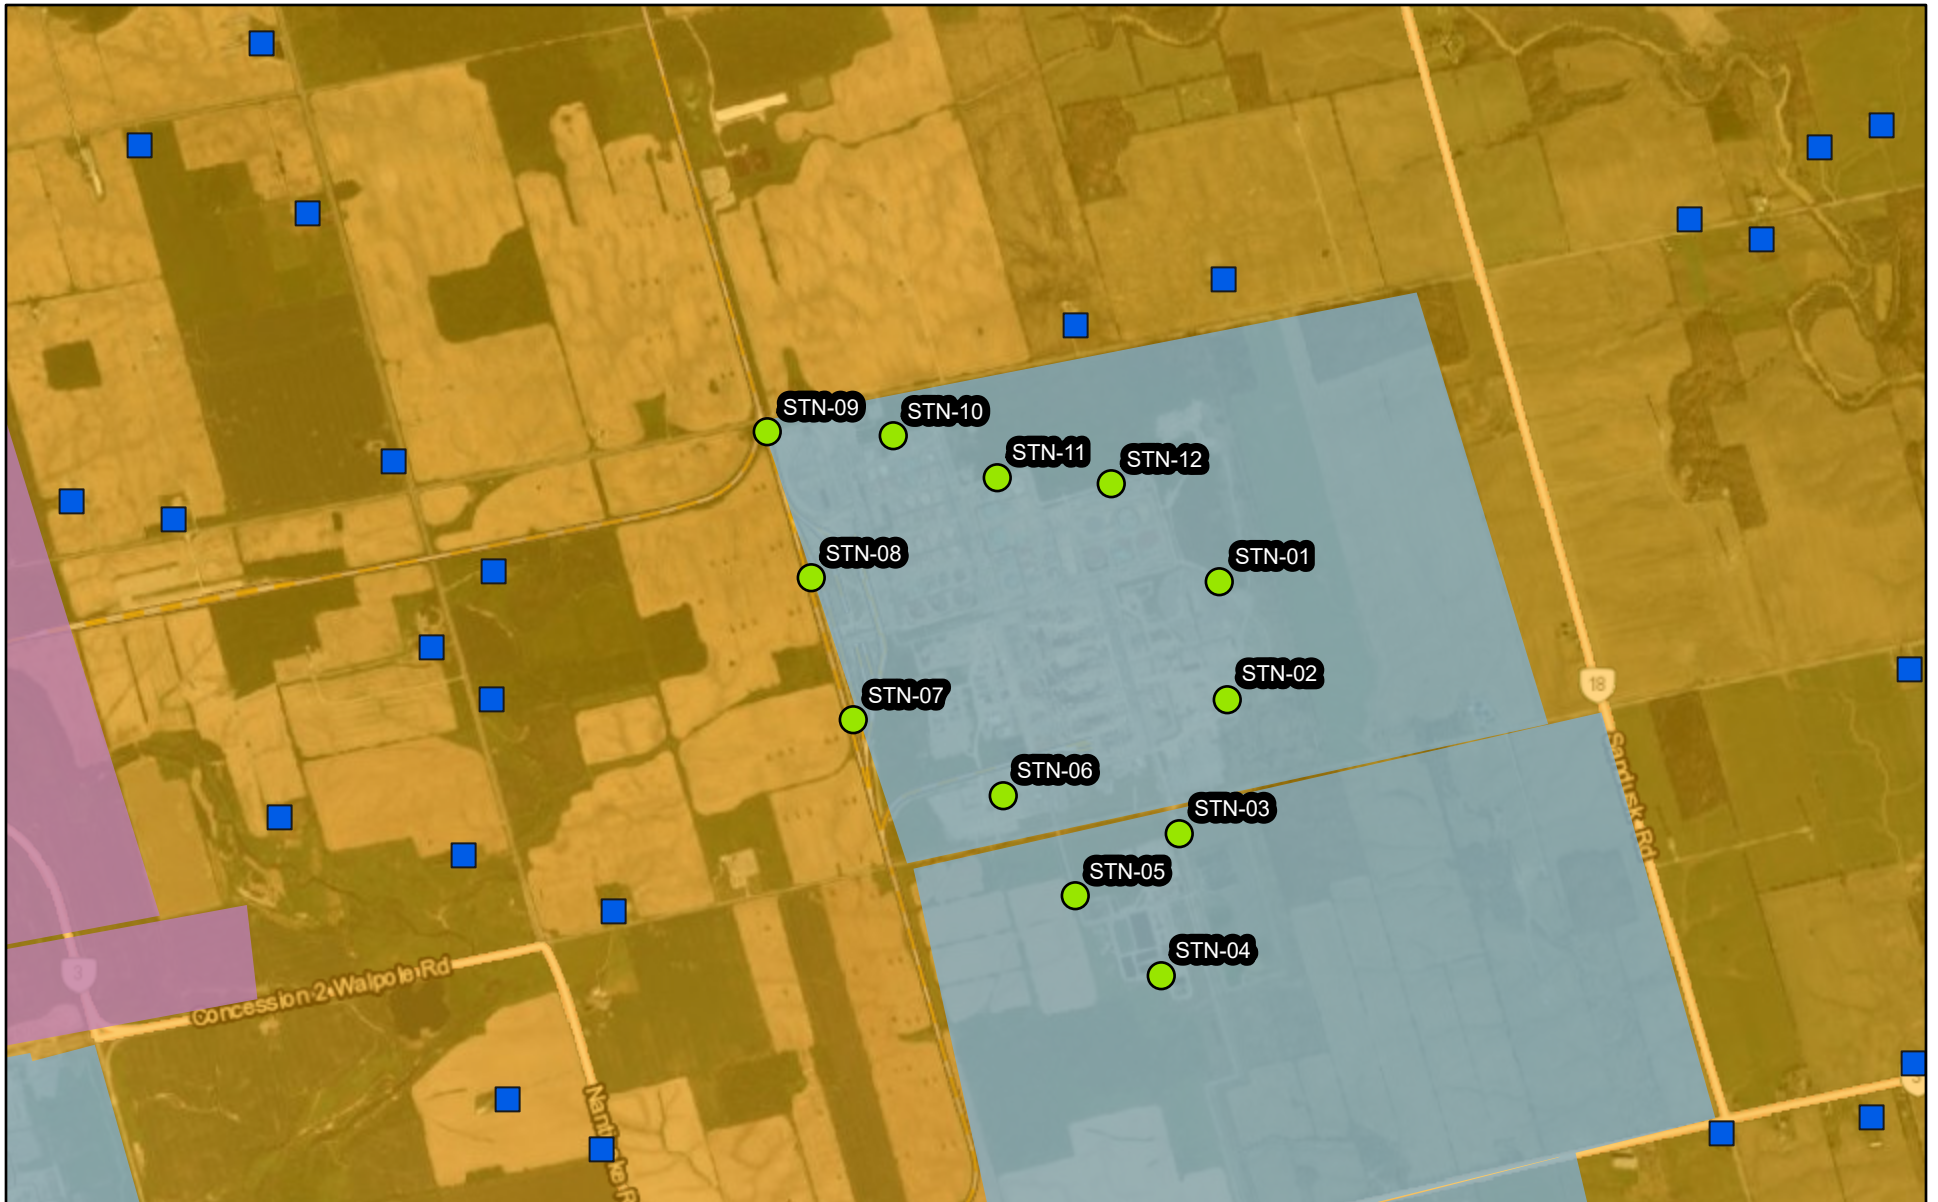 STN-09
STN-10
STN-11
STN-12
STN-08
STN-01
STN-02
18
STN-07
Sandusk Rd
STN-06
STN-03
STN-05
STN-04
3
Concession 2 Walpole Rd
3